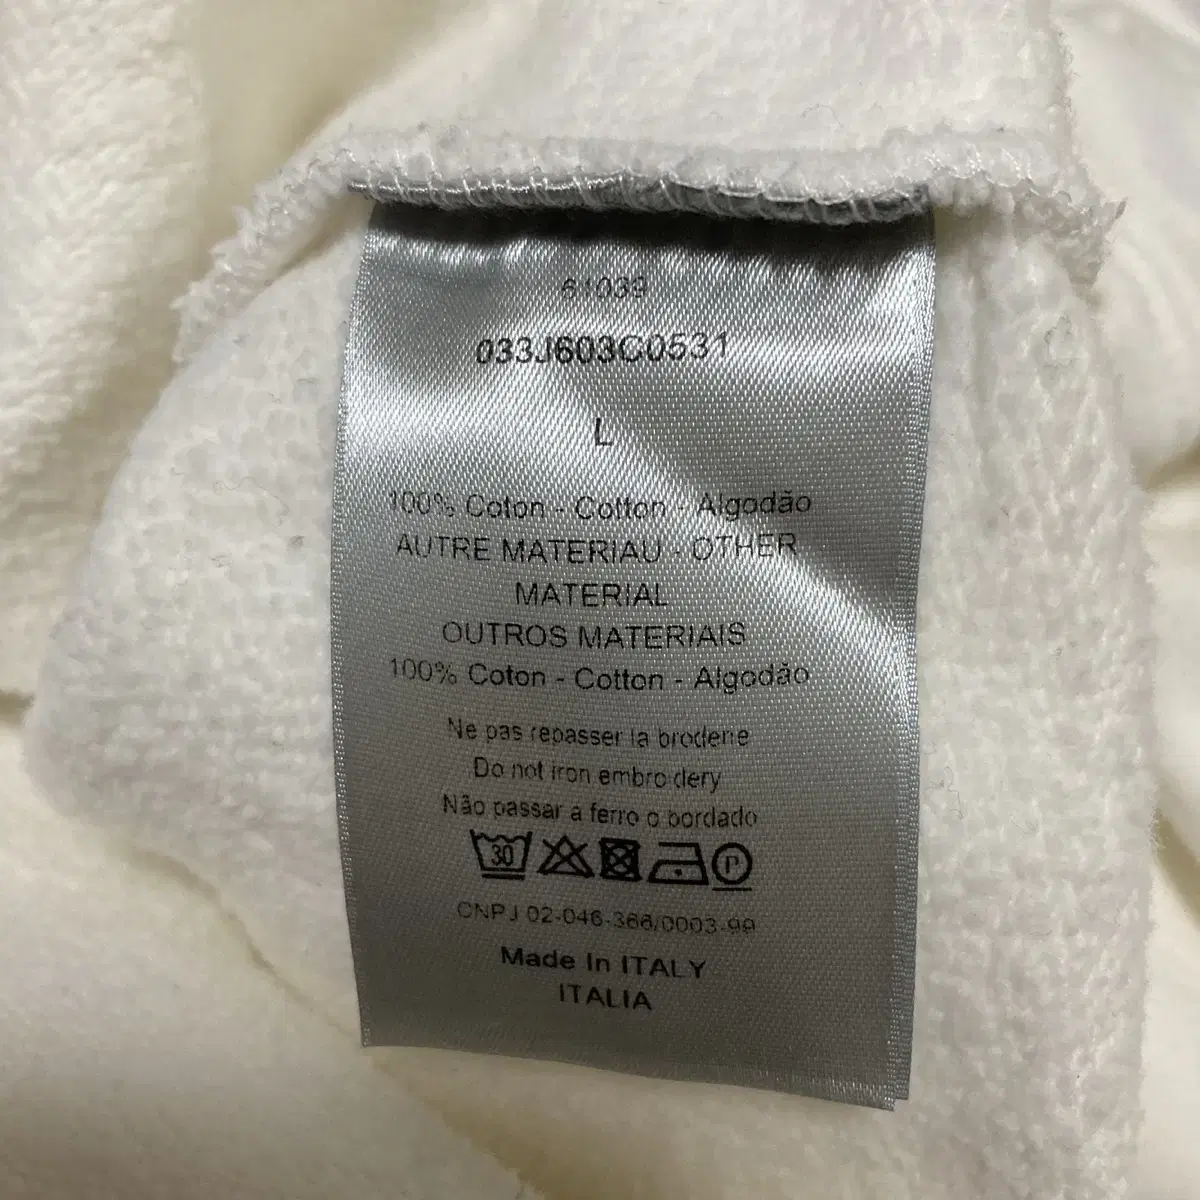 61039
033J603C0531
L
100% Coton - Cotton - Algodão
AUTRE MATERIAU - OTHER
MATERIAL
OUTROS MATERIAIS
100% Coton - Cotton - Algodão
Ne pas repasser la broderie
Do not iron embroidery
Não passar a ferro o bordado
30 P
CNPJ 02-046-366/0003-99
Made In ITALY
ITALIA